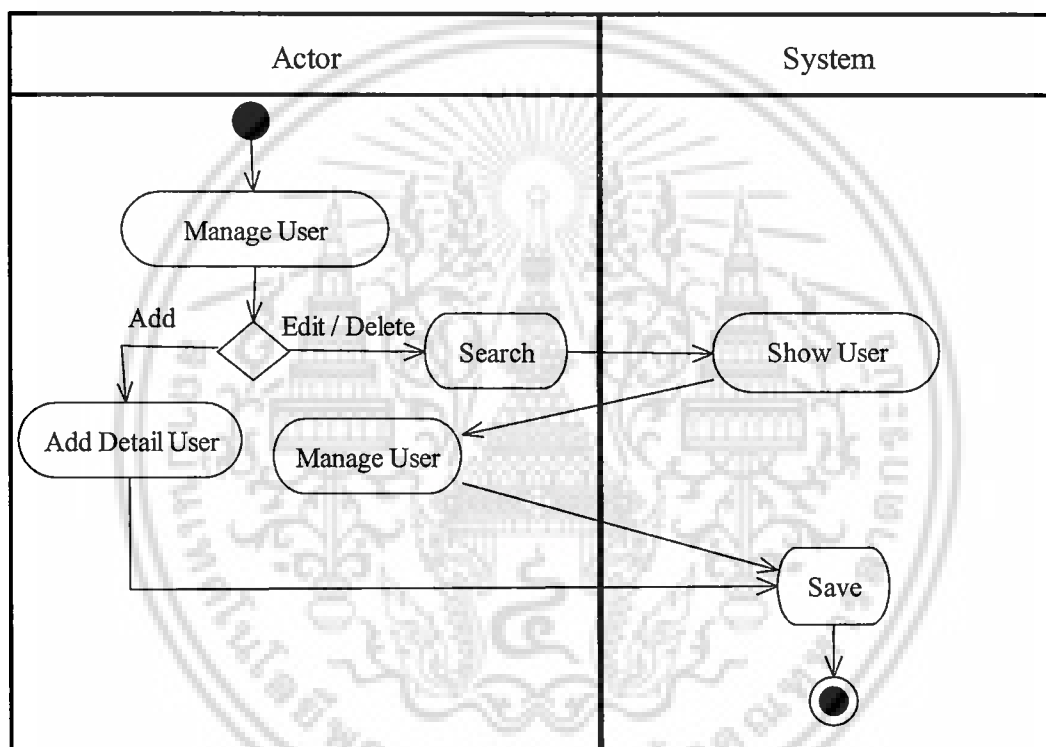 Actor
System
Manage User
Add
Edit / Delete
Search
Show User
Add Detail User
Manage User
Save